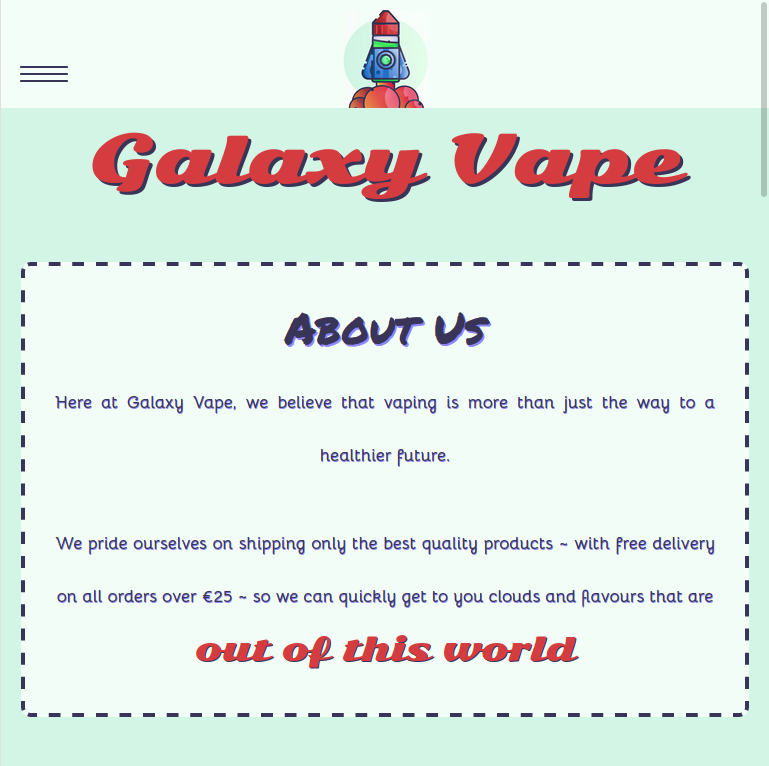 Galaxy Vape
About Us
Here at Galaxy Vape, we believe that vaping is more than just the way to a
healthier future.
We pride ourselves on shipping only the best quality products ~ with free delivery
on all orders over €25 ~ so we can quickly get to you clouds and flavours that are
out of this world